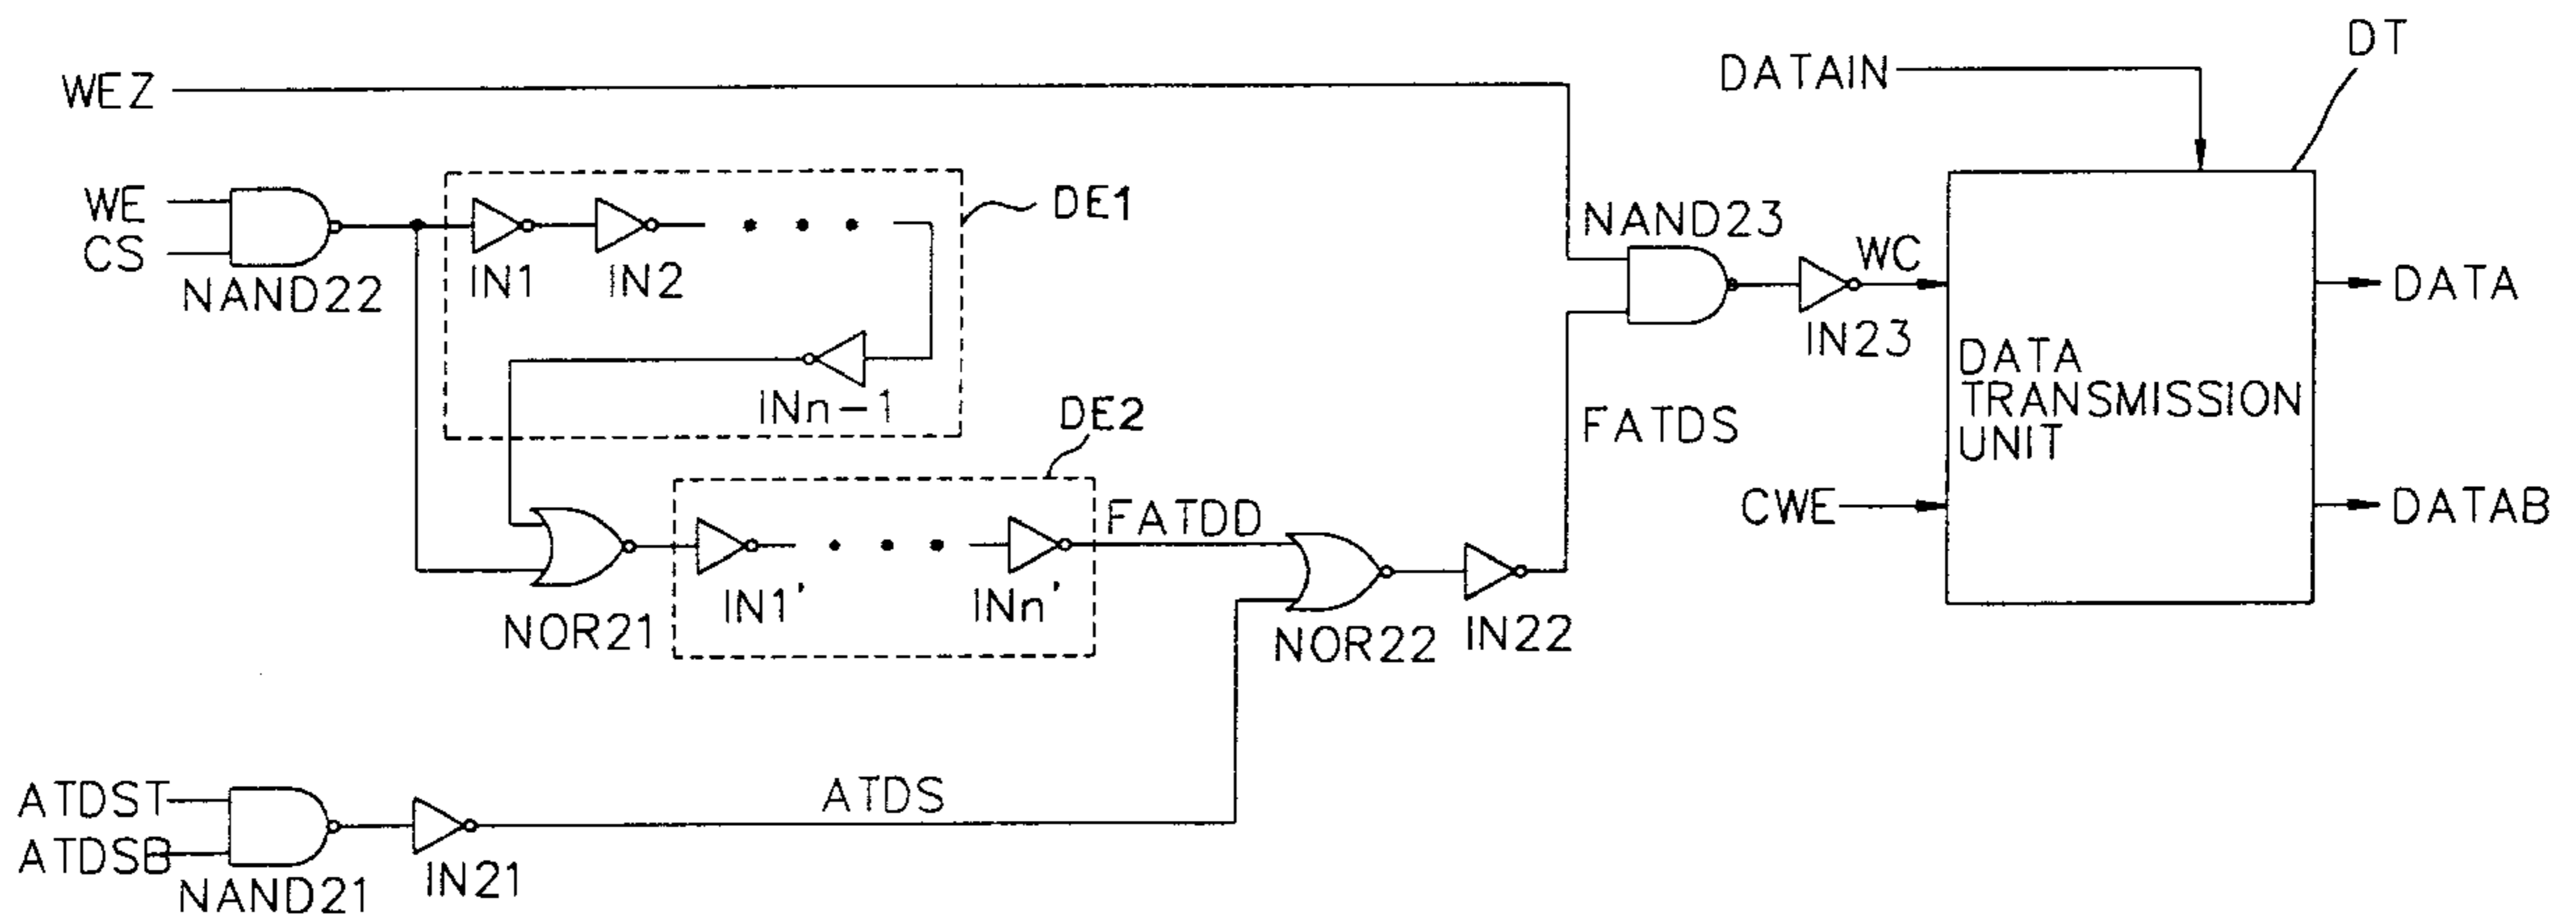 DT
DATAIN
WEZ
WE
CS
NAND22
IN1
IN2
DE1
INn-1
NAND23
WC
IN23
DATA
TRANSMISSION
UNIT
DATA
DE2
FATDS
CWE
DATAB
FATDD
IN1'
INn'
NOR21
NOR22
IN22
ATDST
ATDSB
NAND21
IN21
ATDS